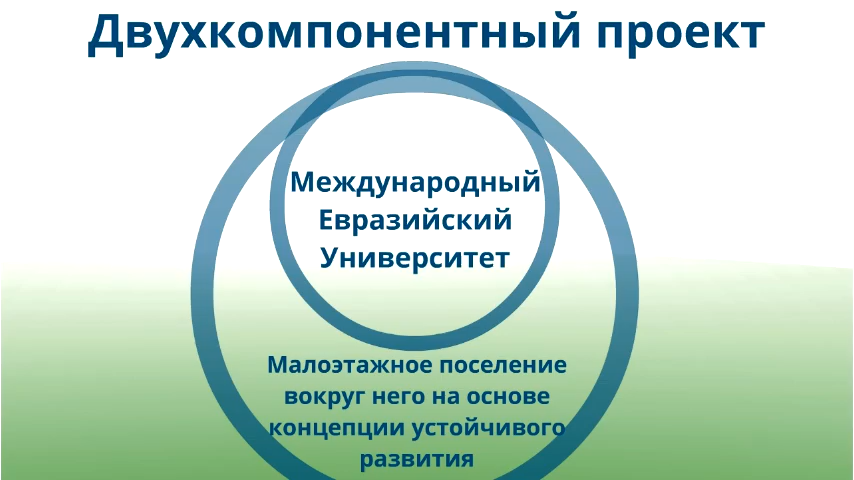 Двухкомпонентный проект
Международный
Евразийский
Университет
Малоэтажное поселение
вокруг него на основе
концепции устойчивого
развития